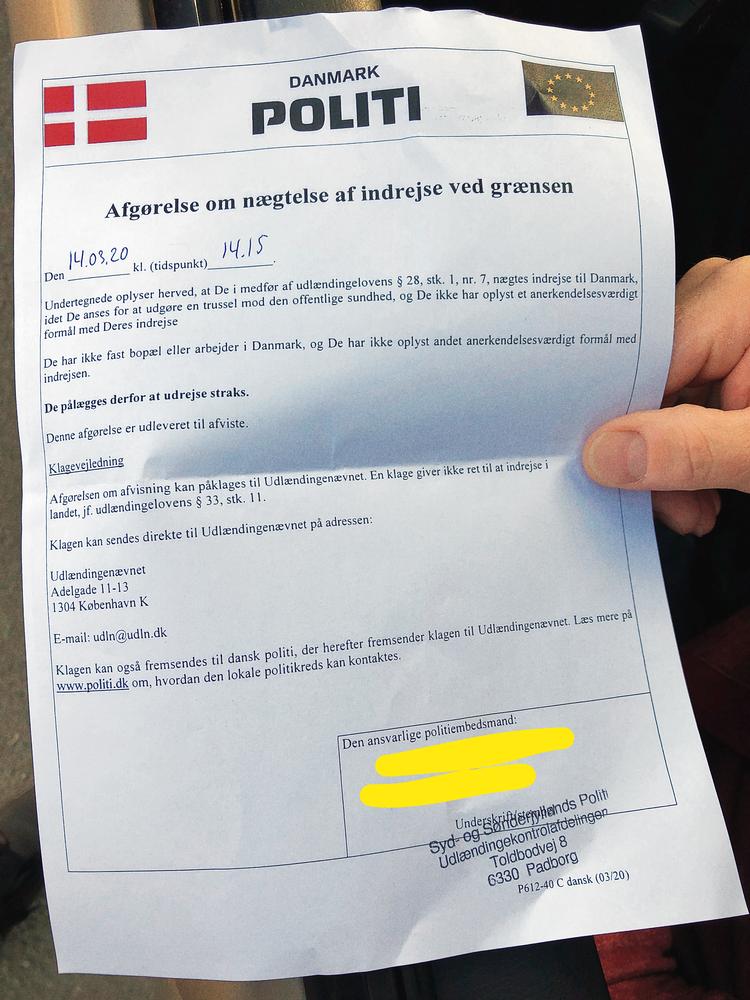 DANMARK
POLITI
Afgørelse om nægtelse af indrejse ved grænsen
Den 14.03.20 kl. (tidspunkt) 14.15.
Undertegnede oplyser herved, at De i medfør af udlændingelovens § 28, stk. 1, nr. 7, nægtes indrejse til Danmark,
idet De anses for at udgøre en trussel mod den offentlige sundhed, og De ikke har oplyst et anerkendelsesværdigt
formål med Deres indrejse
De har ikke fast bopæl eller arbejder i Danmark, og De har ikke oplyst andet anerkendelsesværdigt formål med
indrejsen.
De pålægges derfor at udrejse straks.
Denne afgørelse er udleveret til afviste.
Klagevejledning
Afgørelsen om afvisning kan påklages til Udlændingenævnet. En klage giver ikke ret til at indrejse i
landet, jf. udlændingelovens § 33, stk. 11.
Klagen kan sendes direkte til Udlændingenævnet på adressen:
Udlændingenævnet
Adelgade 11-13
1304 København K
E-mail: udln@udln.dk
Klagen kan også fremsendes til dansk politi, der herefter fremsender klagen til Udlændingenævnet. Læs mere på
www.politi.dk om, hvordan den lokale politikreds kan kontaktes.
Den ansvarlige politiembedsmand:
Underskrift/stempel
Syd- og Sønderjyllands Politi
Udlændingekontrolafdelingen
Toldbodvej 8
6330 Padborg
P612-40 C dansk (03/20)